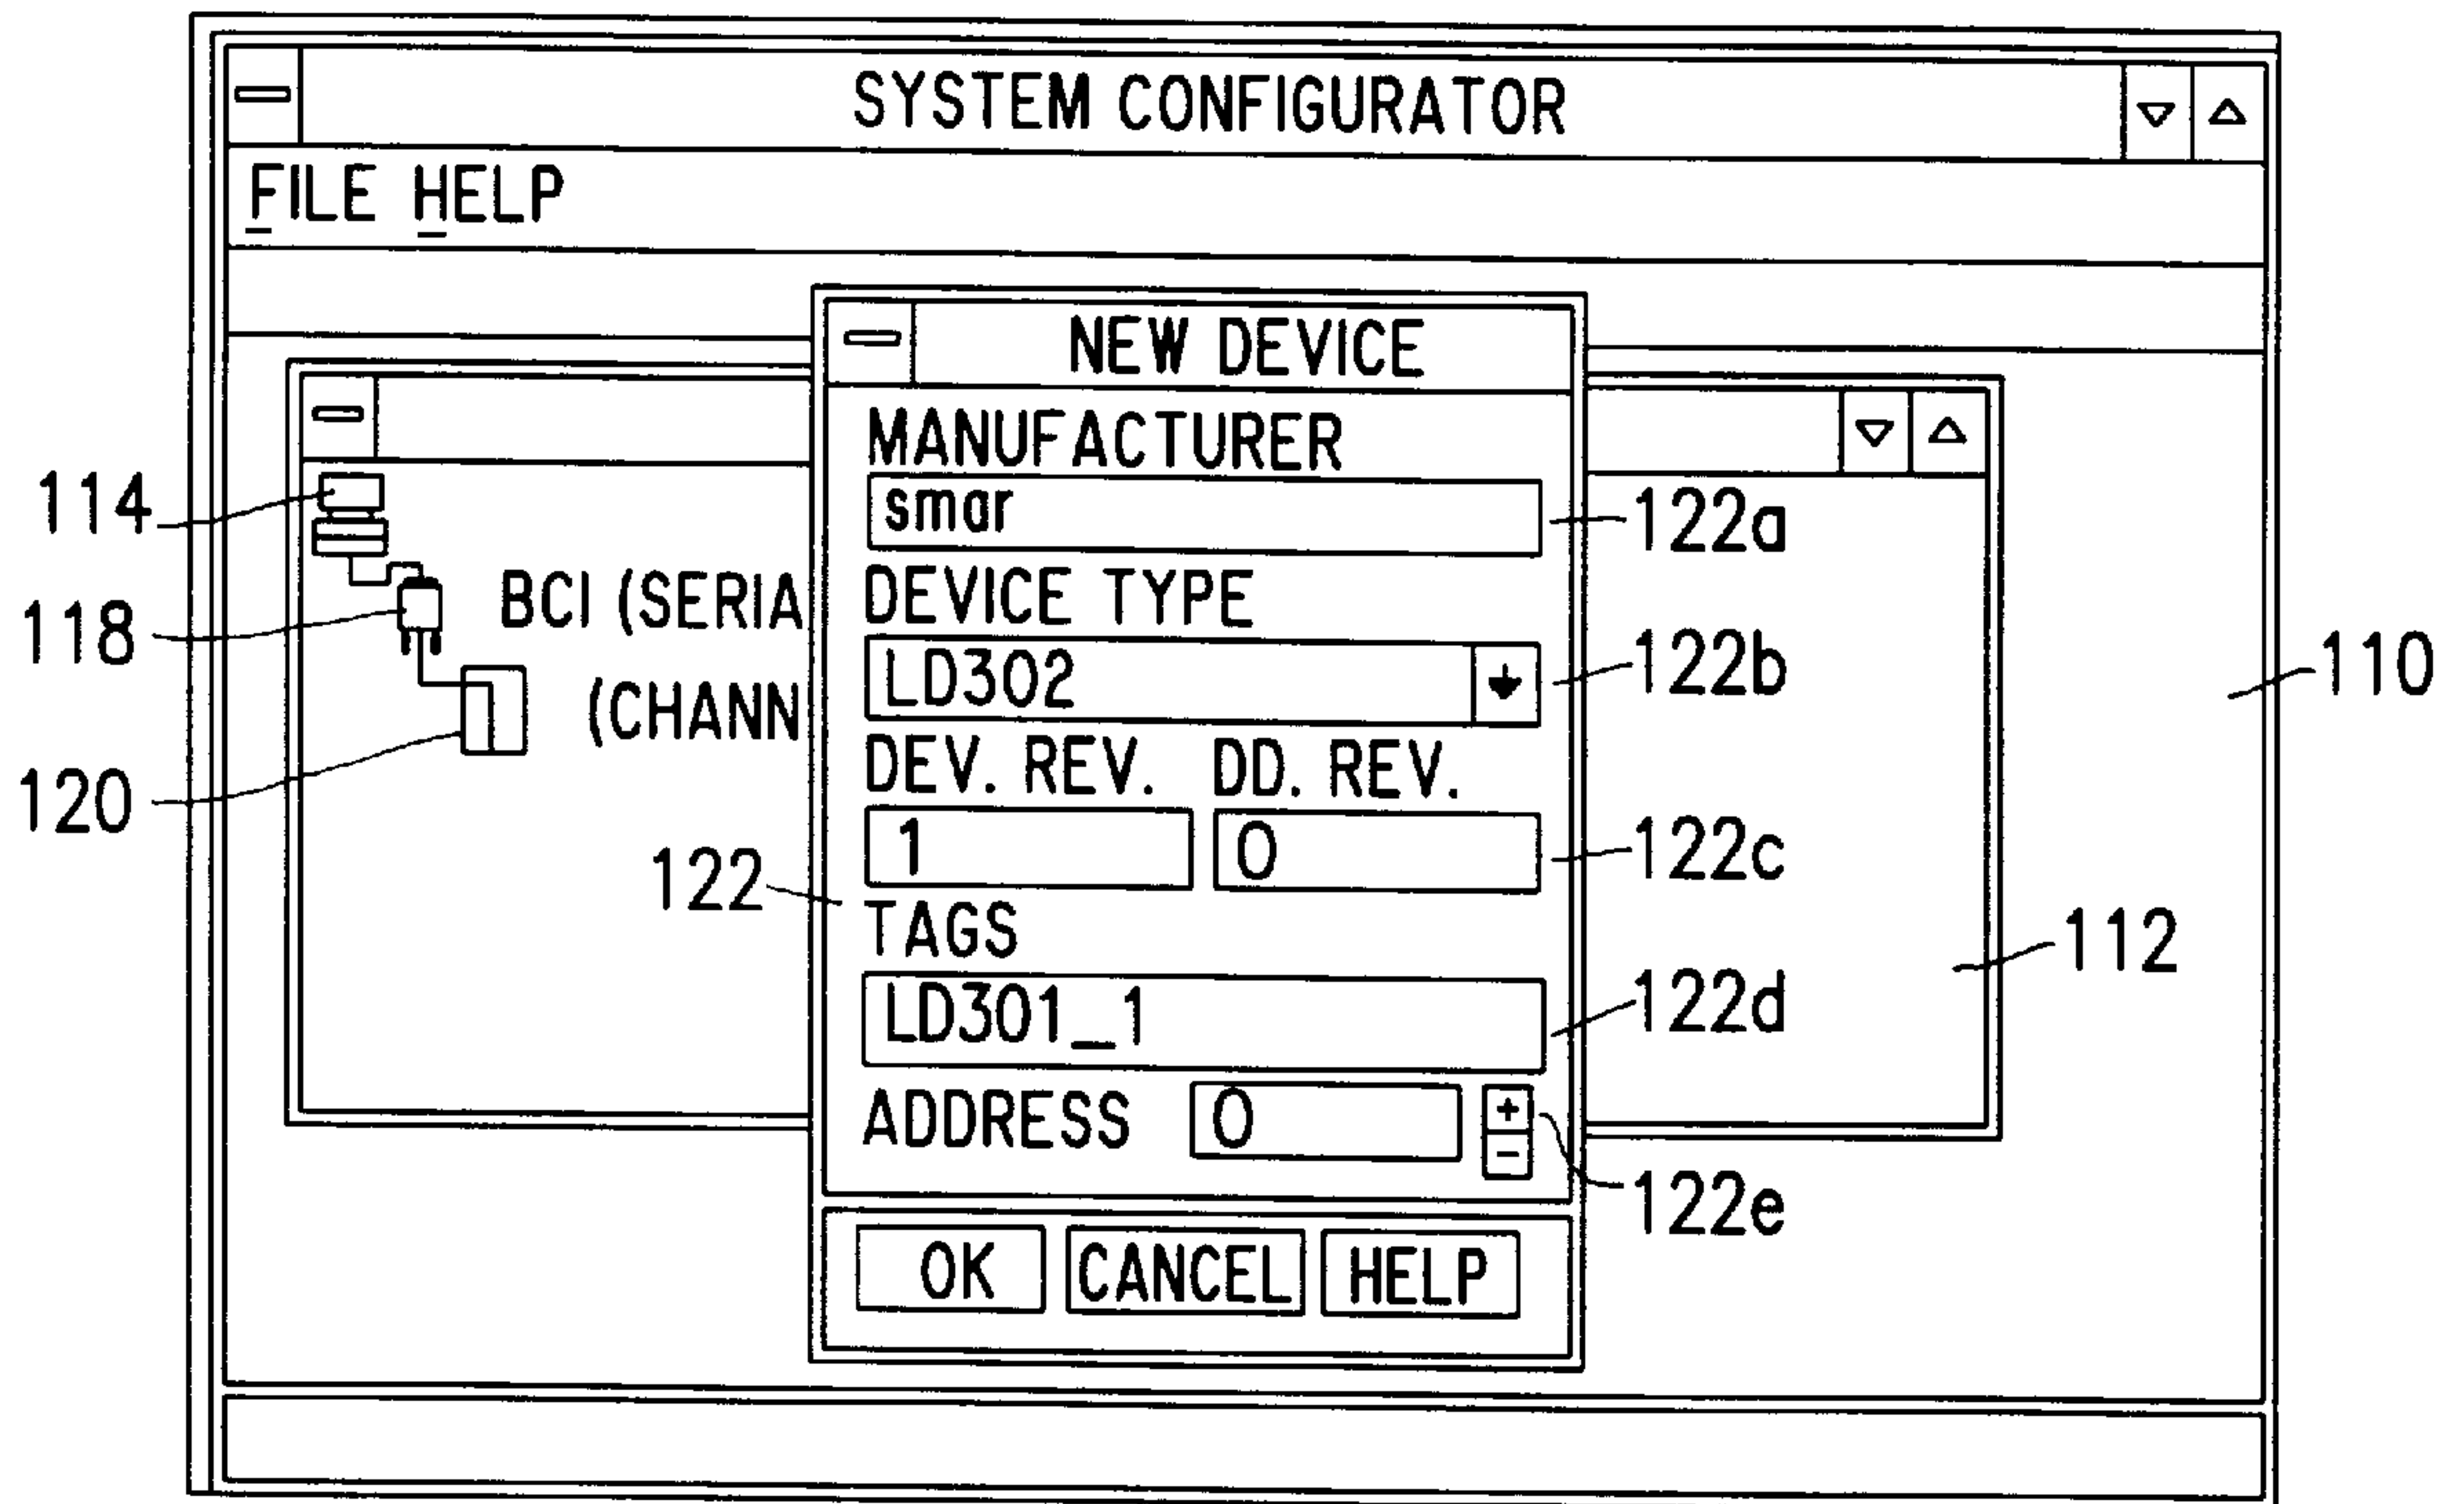 SYSTEM CONFIGURATOR
FILE HELP
NEW DEVICE
MANUFACTURER
smar
122a
114
BCI (SERIA
DEVICE TYPE
118
LD302
122b
110
(CHANN
DEV. REV. DD. REV.
120
1 0
122c
122
TAGS
112
LD301_1
122d
ADDRESS 0 + -
122e
OK CANCEL HELP